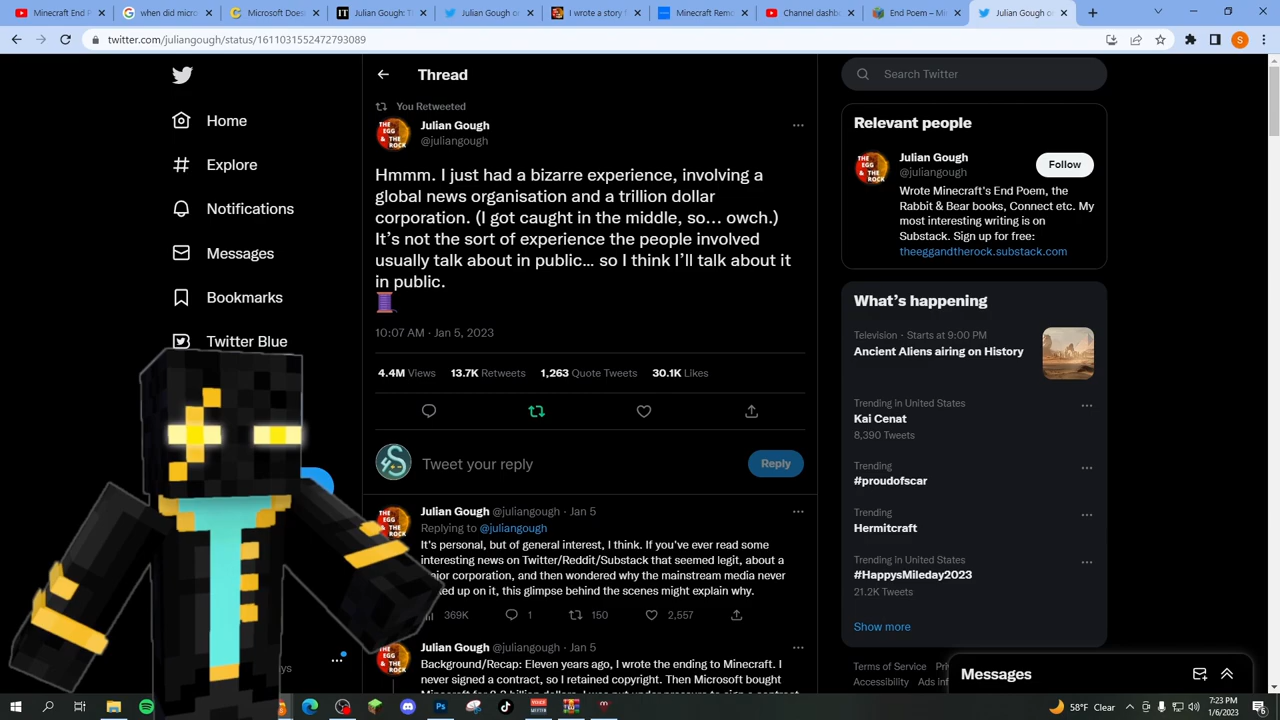 Minecraft End P
when did micro
Microsoft Does
Julian Gough: T
Julian Gough o
I wrote a story f
Minecraft Remo
Channel dashb
End Poem – Mi
Julian Gough o
twitter.com/juliangough/status/1611031552472793089
S
Thread
Search Twitter
Home
Explore
Notifications
Messages
Bookmarks
Twitter Blue
You Retweeted
THE EGG & THE ROCK
Julian Gough
@juliangough
Hmmm. I just had a bizarre experience, involving a
global news organisation and a trillion dollar
corporation. (I got caught in the middle, so... owch.)
It's not the sort of experience the people involved
usually talk about in public… so I think I'll talk about it
in public.
10:07 AM · Jan 5, 2023
4.4M Views 13.7K Retweets 1,263 Quote Tweets 30.1K Likes
Tweet your reply
Reply
Julian Gough @juliangough · Jan 5
Replying to @juliangough
It's personal, but of general interest, I think. If you've ever read some
interesting news on Twitter/Reddit/Substack that seemed legit, about a
corporation, and then wondered why the mainstream media never
up on it, this glimpse behind the scenes might explain why.
369K 1 150 2,557
Julian Gough @juliangough · Jan 5
Background/Recap: Eleven years ago, I wrote the ending to Minecraft. I
never signed a contract, so I retained copyright. Then Microsoft bought
Relevant people
THE EGG & THE ROCK
Julian Gough
@juliangough
Follow
Wrote Minecraft's End Poem, the
Rabbit & Bear books, Connect etc. My
most interesting writing is on
Substack. Sign up for free:
theeggandtherock.substack.com
What's happening
Television · Starts at 9:00 PM
Ancient Aliens airing on History
Trending in United States
Kai Cenat
8,390 Tweets
Trending
#proudofscar
Trending
Hermitcraft
Trending in United States
#HappysMileday2023
21.2K Tweets
Show more
Terms of Service
Accessibility
Messages
58°F Clear
7:23 PM
1/6/2023